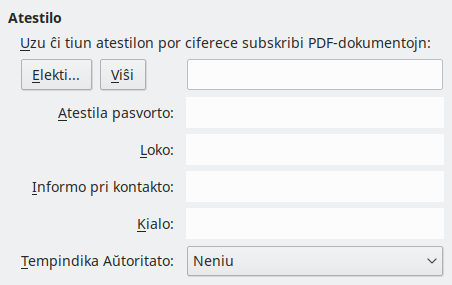 Atestilo
Uzu ĉi tiun atestilon por ciferece subskribi PDF-dokumentojn:
Elekti... Viŝi
Atestila pasvorto:
Loko:
Informo pri kontakto:
Kialo:
Tempindika Aŭtoritato: Neniu